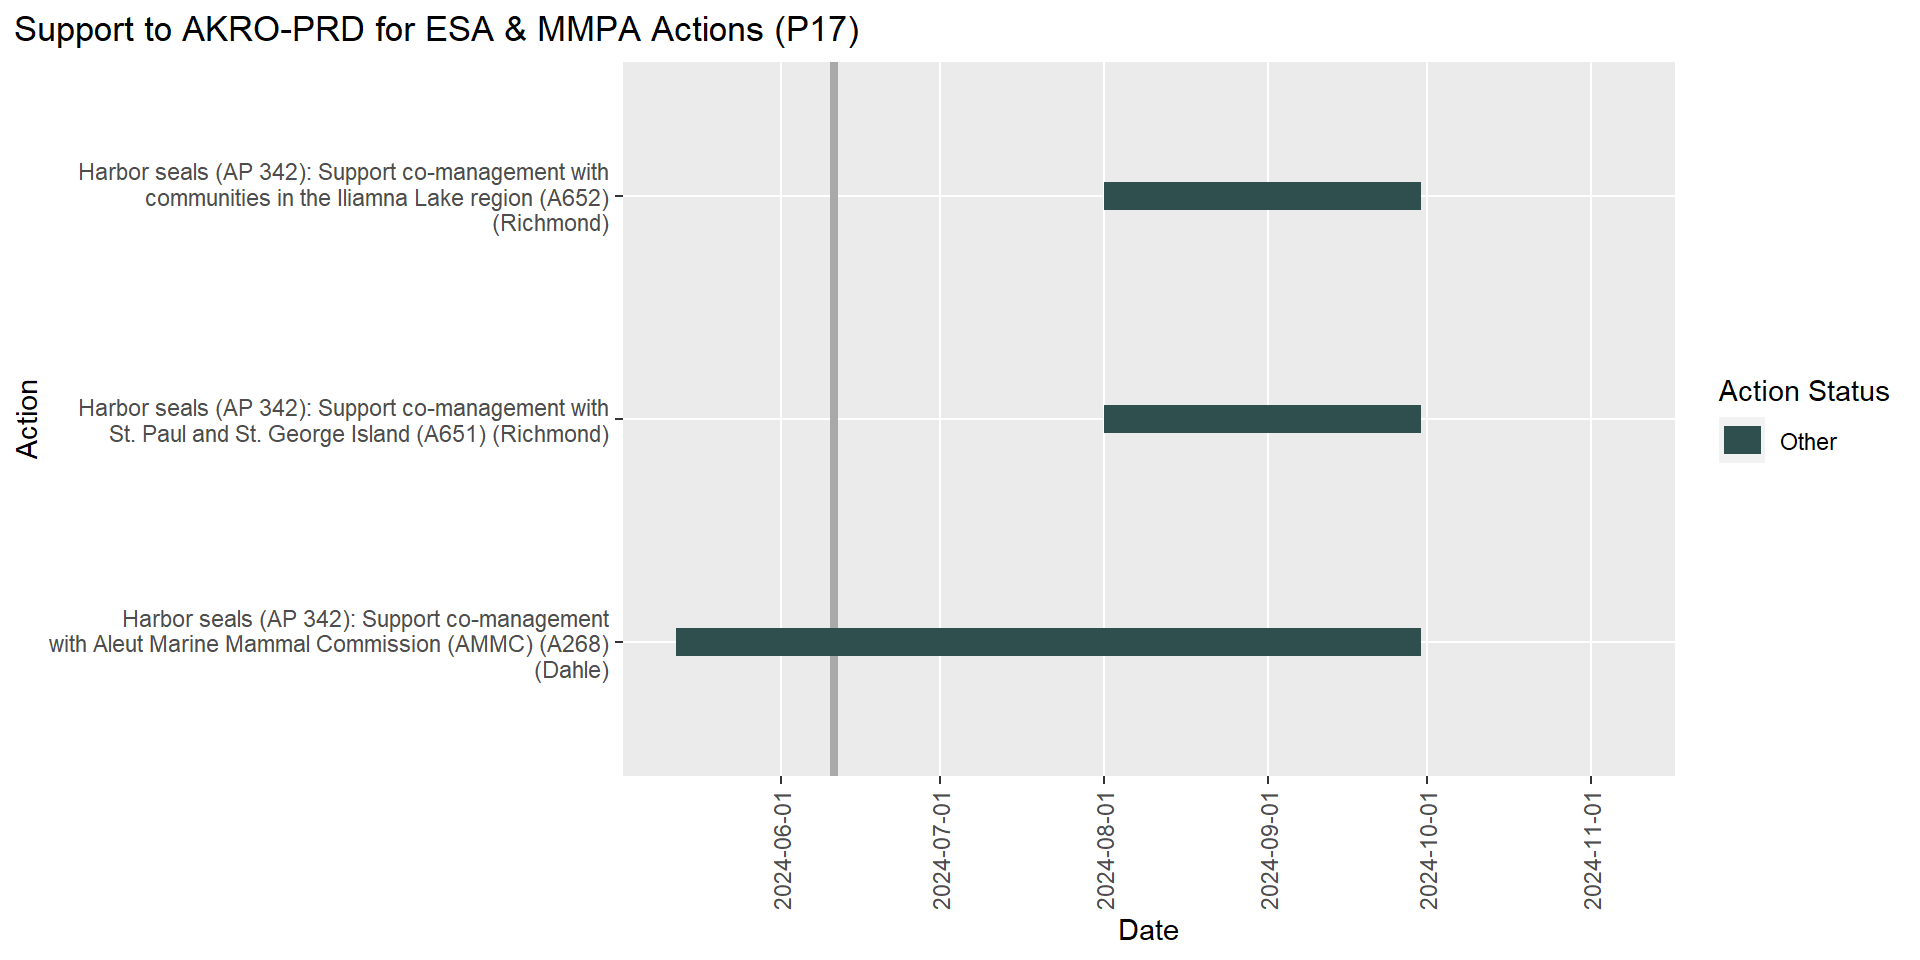 Support to AKRO-PRD for ESA & MMPA Actions (P17)
Action
Harbor seals (AP 342): Support co-management with
communities in the Iliamna Lake region (A652)
(Richmond)
Harbor seals (AP 342): Support co-management with
St. Paul and St. George Island (A651) (Richmond)
Harbor seals (AP 342): Support co-management
with Aleut Marine Mammal Commission (AMMC) (A268)
(Dahle)
2024-06-01
2024-07-01
2024-08-01
2024-09-01
2024-10-01
2024-11-01
Date
Action Status
Other